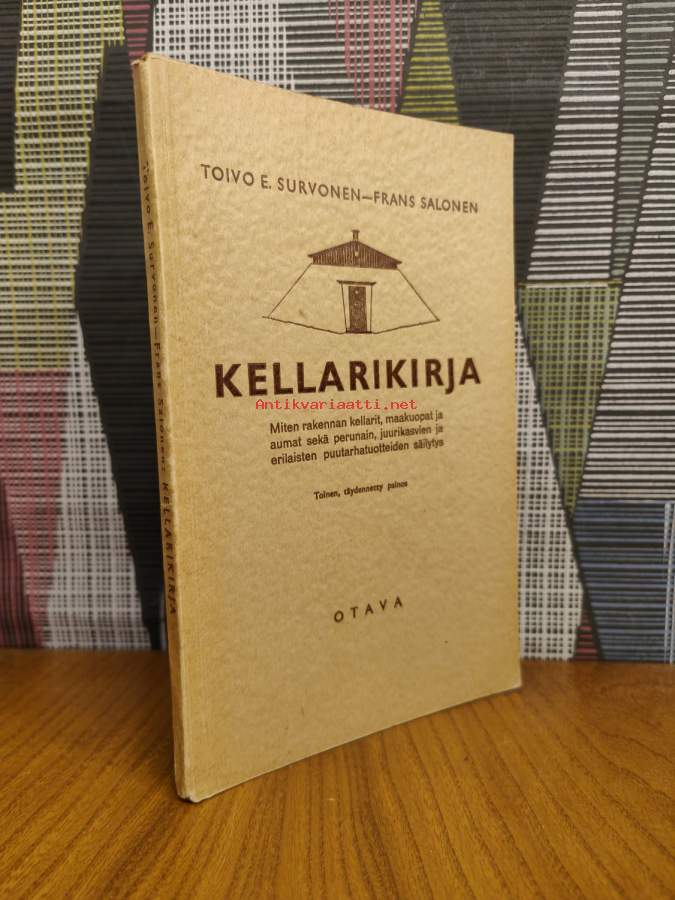 TOIVO E. SURVONEN—FRANS SALONEN
KELLARIKIRJA
Antikvariaatti.net
Miten rakennan kellarit, maakuopat ja
aumat sekä perunain, juurikasvien ja
erilaisten puutarhatuotteiden säilytys
Toinen, täydennetty painos
OTAVA
Toivo E. Survonen—Frans Salonen: KELLARIKIRJA